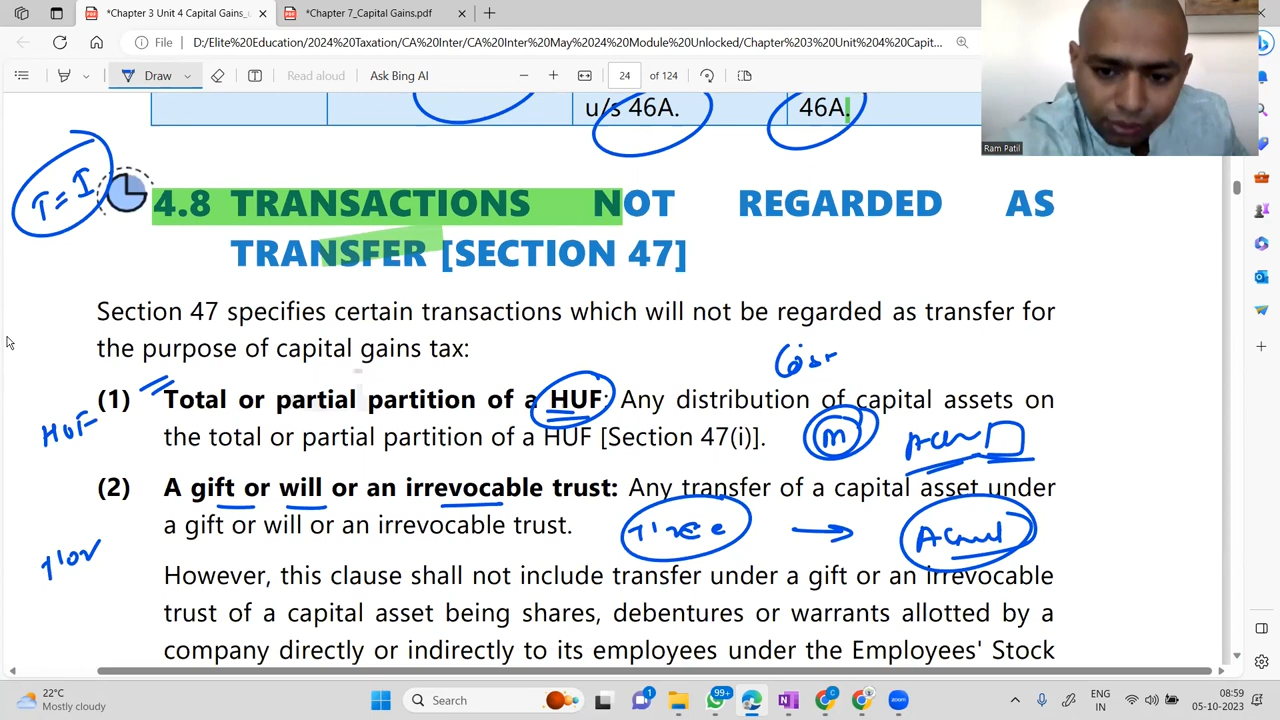 *Chapter 3 Unit 4 Capital Gains_
*Chapter 7_Capital Gains.pdf
File D:/Elite%20Education/2024%20Taxation/CA%20Inter/CA%20Inter%20May%202024%20Module%20Unlocked/Chapter%203%20Unit%204%20Capit...
Draw Read aloud Ask Bing AI 24 of 124
u/s 46A. 46A.
Ram Patil
T = I
4.8 TRANSACTIONS NOT REGARDED AS
TRANSFER [SECTION 47]
Section 47 specifies certain transactions which will not be regarded as transfer for
the purpose of capital gains tax:
(1) Total or partial partition of a HUF: Any distribution of capital assets on
HUF the total or partial partition of a HUF [Section 47(i)]. m
(2) A gift or will or an irrevocable trust: Any transfer of a capital asset under
a gift or will or an irrevocable trust.
However, this clause shall not include transfer under a gift or an irrevocable
trust of a capital asset being shares, debentures or warrants allotted by a
company directly or indirectly to its employees under the Employees' Stock
22°C
Mostly cloudy
Search
1
99+
ENG
IN
08:59
05-10-2023